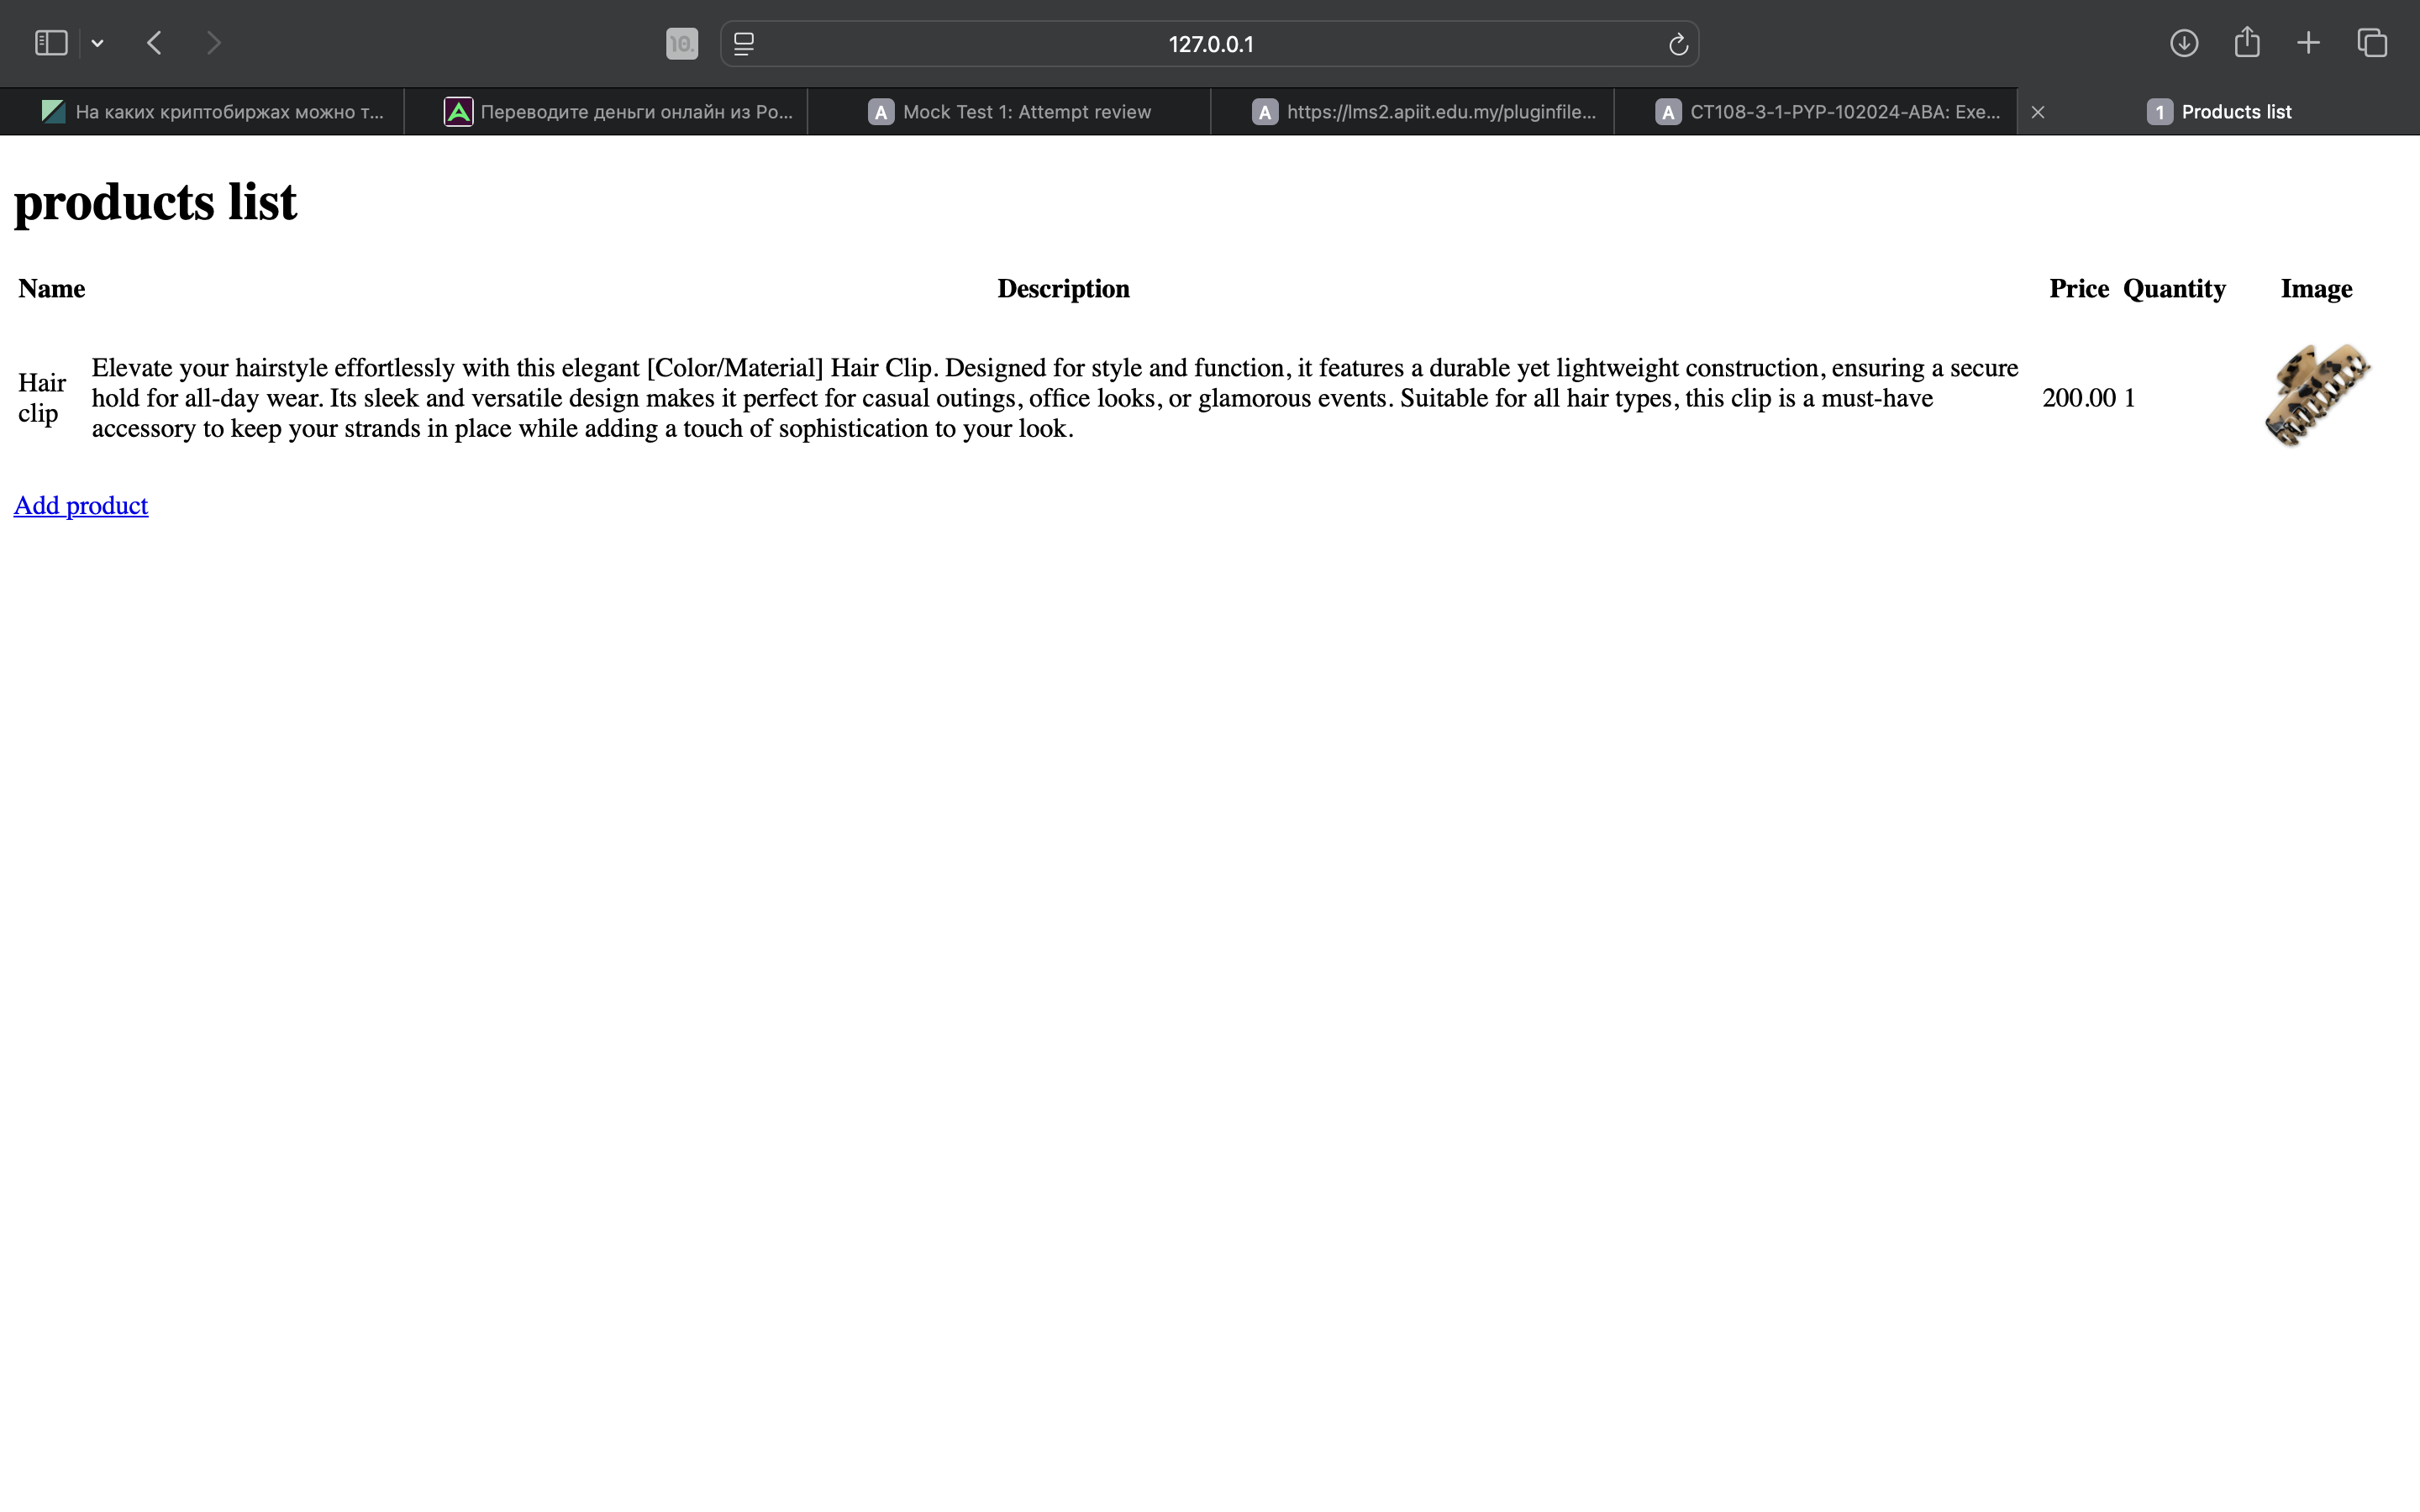 10.
127.0.0.1
На каких криптобиржах можно т...
A Переводите деньги онлайн из Ро...
A Mock Test 1: Attempt review
A https://lms2.apiit.edu.my/pluginfile...
A CT108-3-1-PYP-102024-ABA: Exe...
1 Products list
products list
Name Description Price Quantity Image
Hair clip
Elevate your hairstyle effortlessly with this elegant [Color/Material] Hair Clip. Designed for style and function, it features a durable yet lightweight construction, ensuring a secure
hold for all-day wear. Its sleek and versatile design makes it perfect for casual outings, office looks, or glamorous events. Suitable for all hair types, this clip is a must-have
accessory to keep your strands in place while adding a touch of sophistication to your look.
200.00 1
Add product